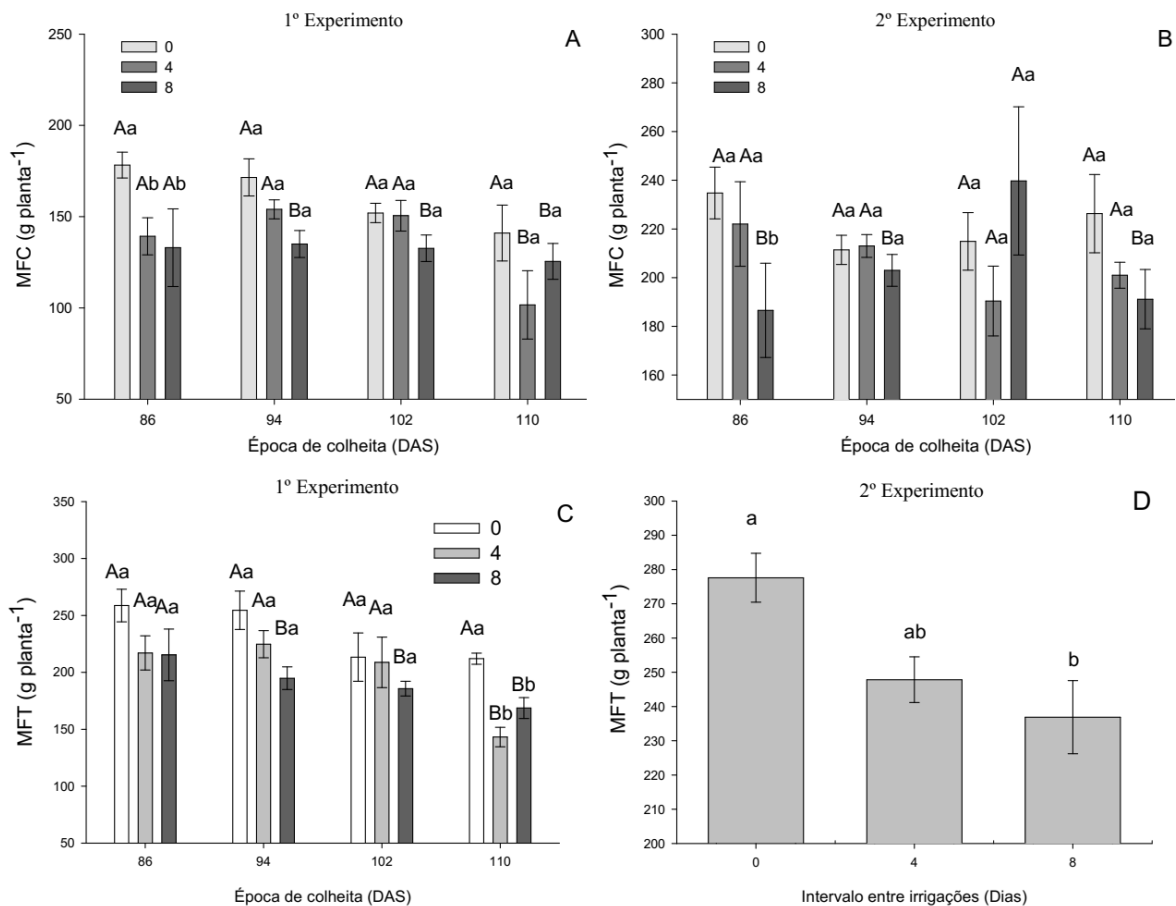 1º Experimento
A
0
4
8
250
200
150
100
50
MFC (g planta⁻¹)
Aa
Ab
Ab
Aa
Aa
Ba
Aa
Aa
Ba
Aa
Ba
Ba
86
94
102
110
Época de colheita (DAS)
2º Experimento
B
0
4
8
300
280
260
240
220
200
180
160
MFC (g planta⁻¹)
Aa
Aa
Bb
Aa
Aa
Ba
Aa
Aa
Aa
Aa
Aa
Ba
86
94
102
110
Época de colheita (DAS)
1º Experimento
C
0
4
8
350
300
250
200
150
100
50
MFT (g planta⁻¹)
Aa
Aa
Aa
Aa
Aa
Ba
Aa
Aa
Ba
Aa
Bb
Bb
86
94
102
110
Época de colheita (DAS)
2º Experimento
D
300
290
280
270
260
250
240
230
220
210
200
MFT (g planta⁻¹)
a
ab
b
0
4
8
Intervalo entre irrigações (Dias)